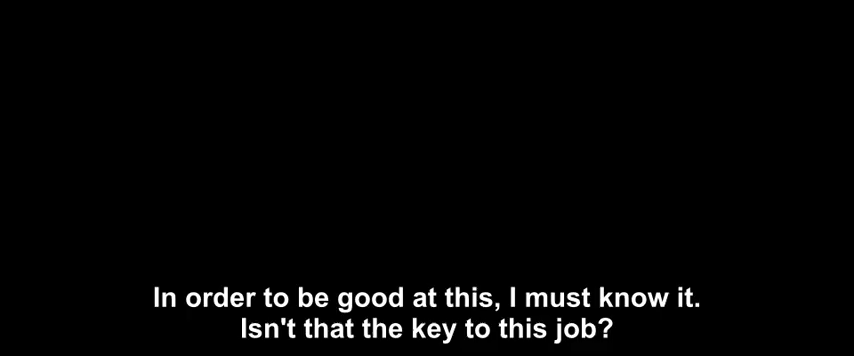 In order to be good at this, I must know it.
Isn't that the key to this job?